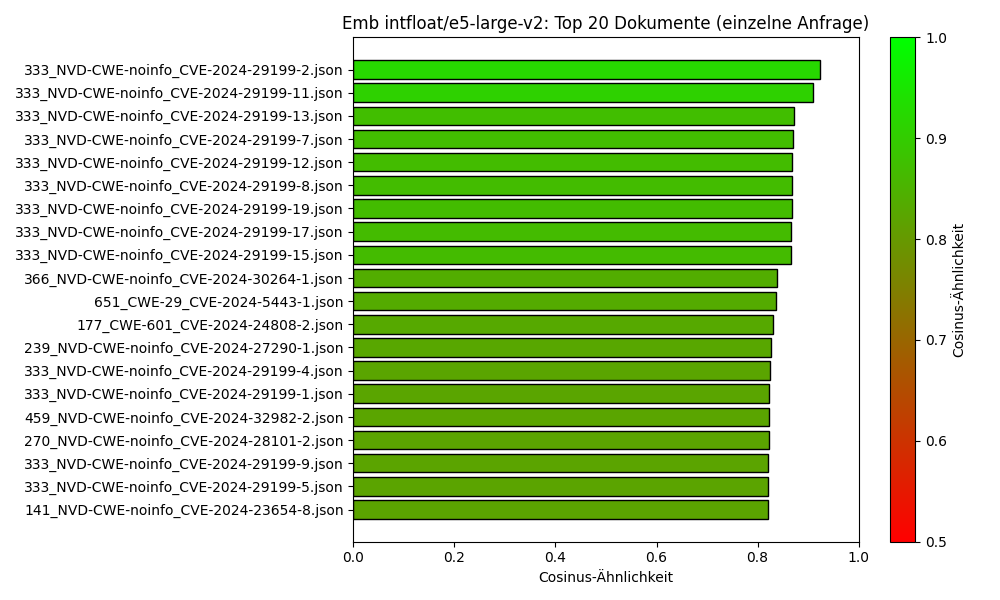 Emb intfloat/e5-large-v2: Top 20 Dokumente (einzelne Anfrage)
333_NVD-CWE-noinfo_CVE-2024-29199-2.json
333_NVD-CWE-noinfo_CVE-2024-29199-11.json
333_NVD-CWE-noinfo_CVE-2024-29199-13.json
333_NVD-CWE-noinfo_CVE-2024-29199-7.json
333_NVD-CWE-noinfo_CVE-2024-29199-12.json
333_NVD-CWE-noinfo_CVE-2024-29199-8.json
333_NVD-CWE-noinfo_CVE-2024-29199-19.json
333_NVD-CWE-noinfo_CVE-2024-29199-17.json
333_NVD-CWE-noinfo_CVE-2024-29199-15.json
366_NVD-CWE-noinfo_CVE-2024-30264-1.json
651_CWE-29_CVE-2024-5443-1.json
177_CWE-601_CVE-2024-24808-2.json
239_NVD-CWE-noinfo_CVE-2024-27290-1.json
333_NVD-CWE-noinfo_CVE-2024-29199-4.json
333_NVD-CWE-noinfo_CVE-2024-29199-1.json
459_NVD-CWE-noinfo_CVE-2024-32982-2.json
270_NVD-CWE-noinfo_CVE-2024-28101-2.json
333_NVD-CWE-noinfo_CVE-2024-29199-9.json
333_NVD-CWE-noinfo_CVE-2024-29199-5.json
141_NVD-CWE-noinfo_CVE-2024-23654-8.json
0.0 0.2 0.4 0.6 0.8 1.0
Cosinus-Ähnlichkeit
1.0
0.9
0.8
0.7
0.6
0.5
Cosinus-Ähnlichkeit